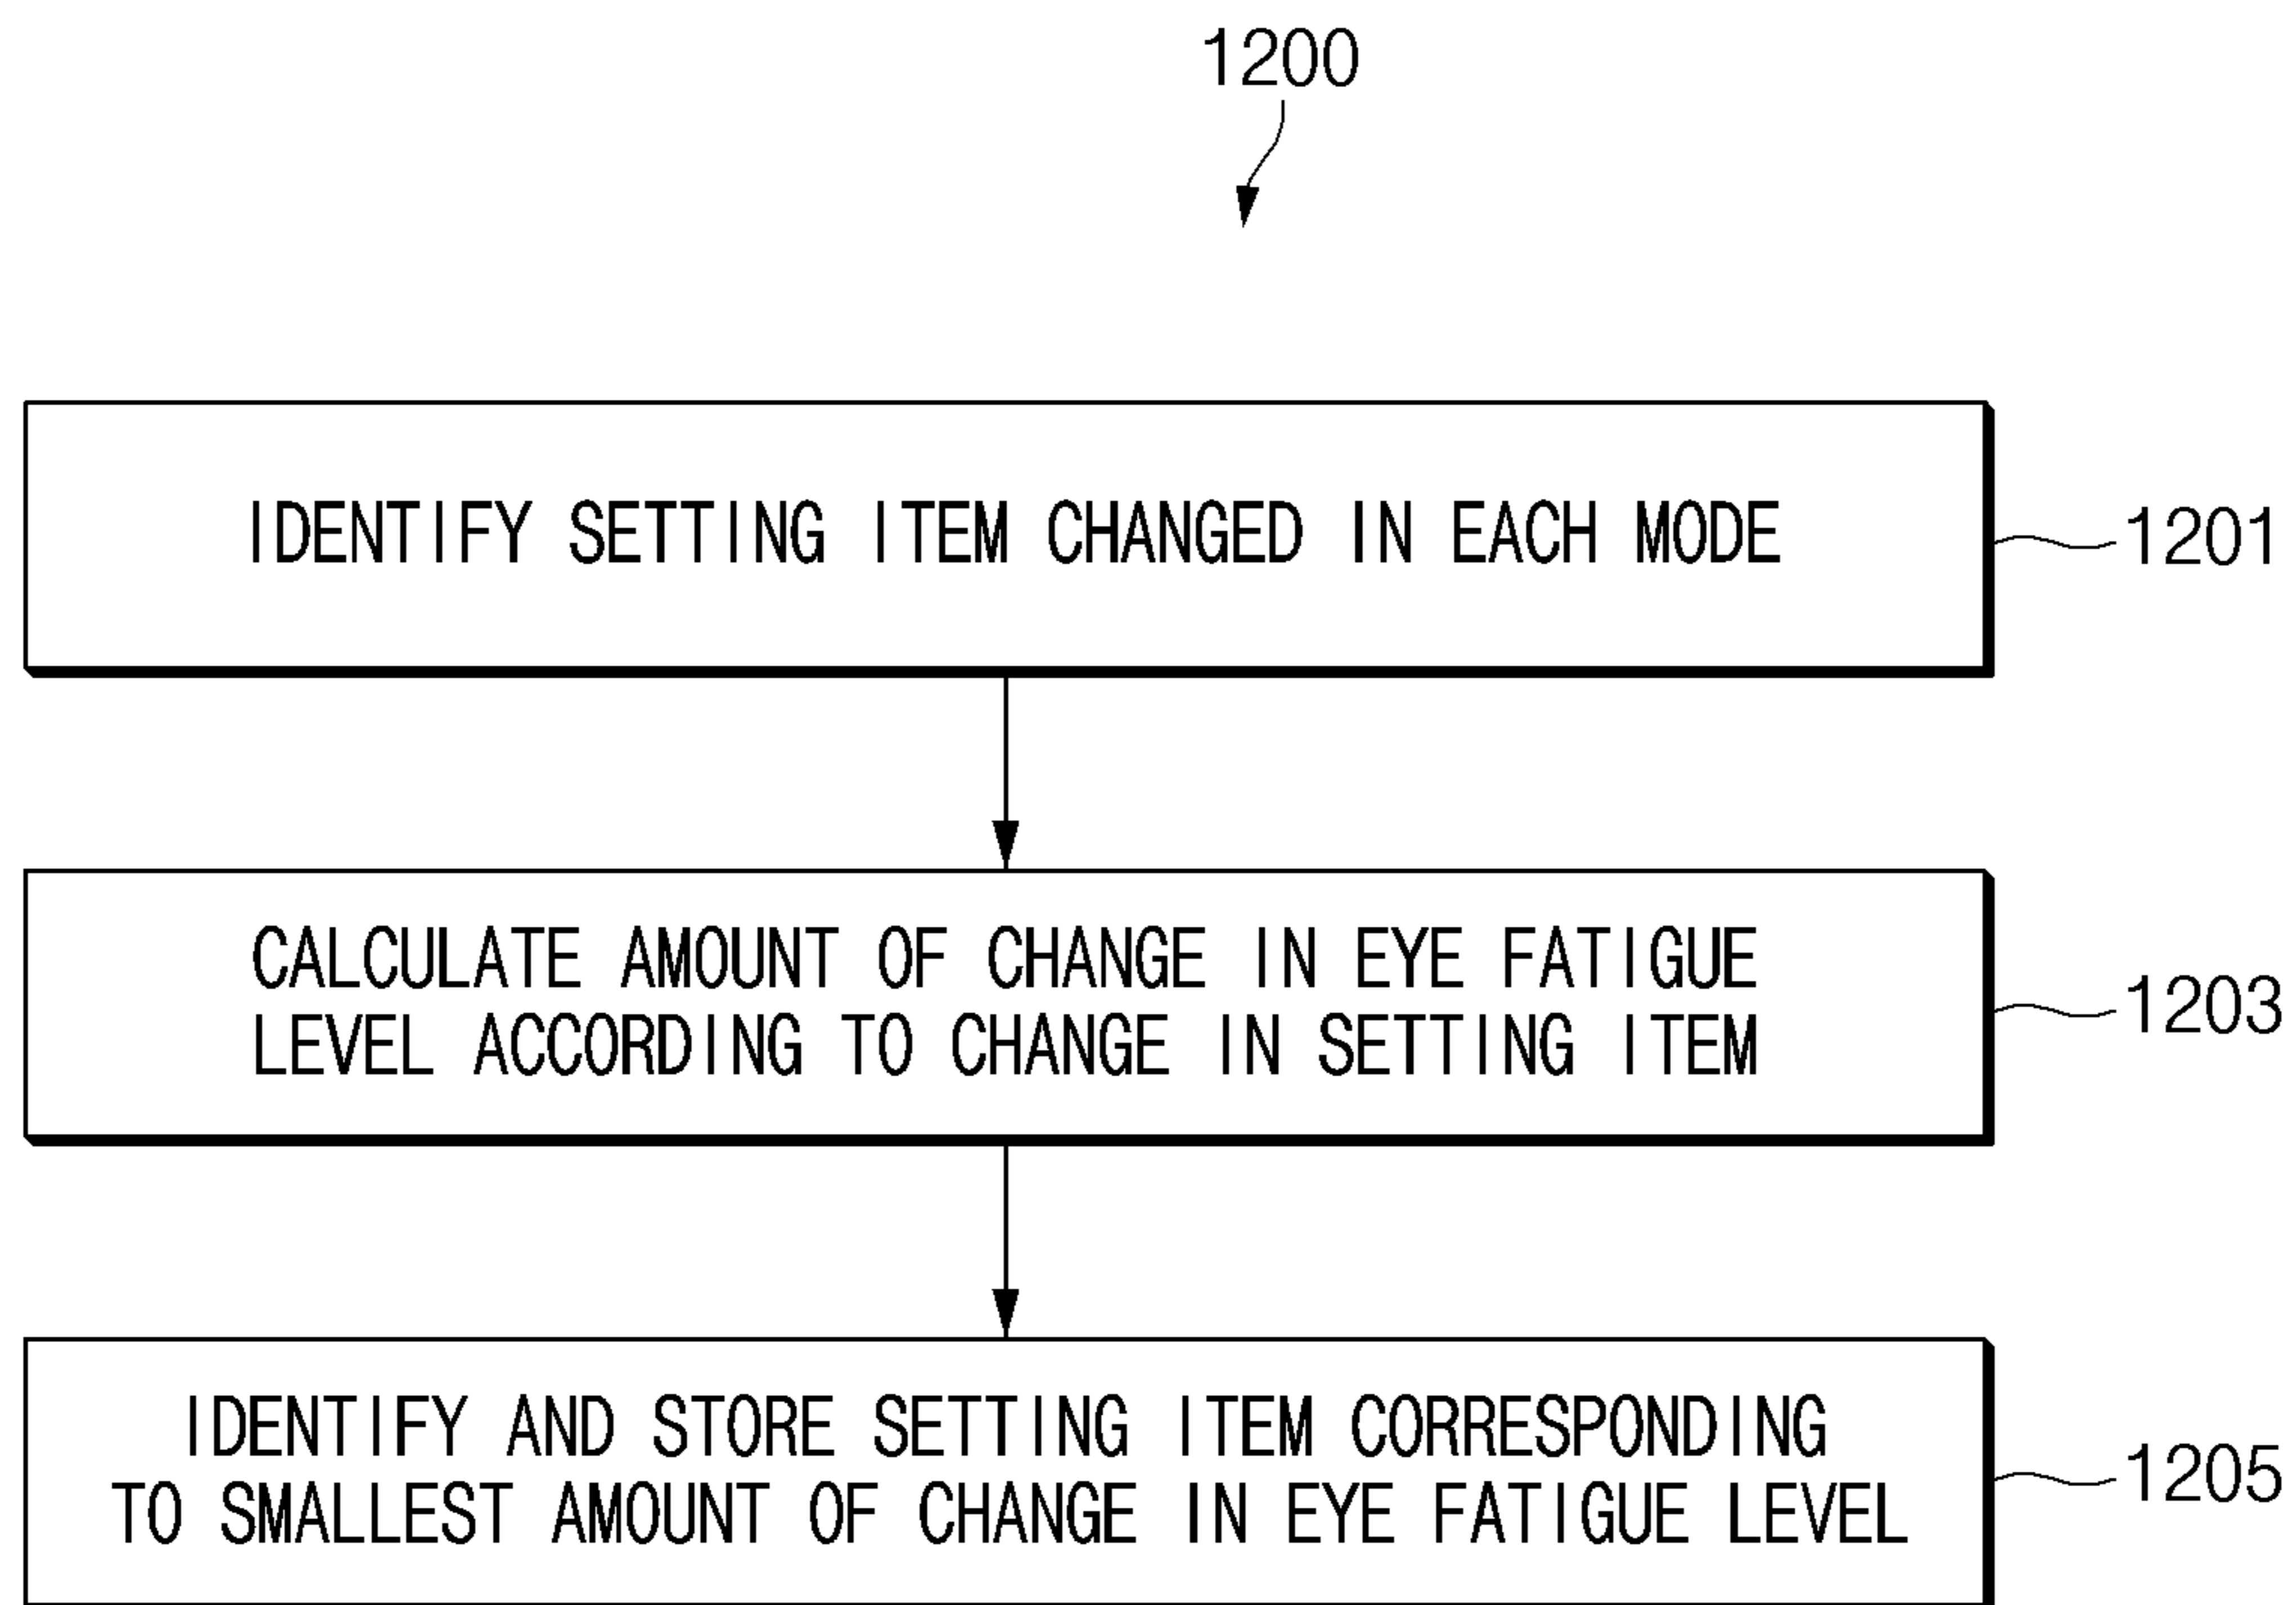 1200
IDENTIFY SETTING ITEM CHANGED IN EACH MODE
1201
CALCULATE AMOUNT OF CHANGE IN EYE FATIGUE
LEVEL ACCORDING TO CHANGE IN SETTING ITEM
1203
IDENTIFY AND STORE SETTING ITEM CORRESPONDING
TO SMALLEST AMOUNT OF CHANGE IN EYE FATIGUE LEVEL
1205